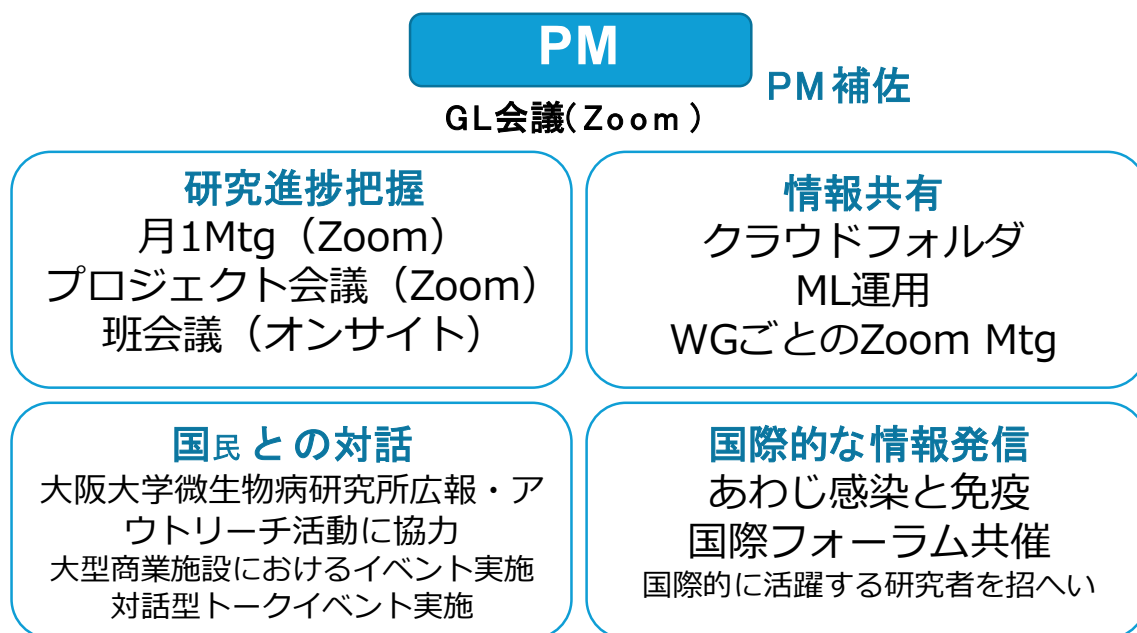 PM
PM補佐
GL会議(Zoom)
研究進捗把握
月1Mtg（Zoom）
プロジェクト会議（Zoom）
班会議（オンサイト）
情報共有
クラウドフォルダ
ML運用
WGごとのZoom Mtg
国民との対話
大阪大学微生物病研究所広報・ア
ウトリーチ活動に協力
大型商業施設におけるイベント実施
対話型トークイベント実施
国際的な情報発信
あわじ感染と免疫
国際フォーラム共催
国際的に活躍する研究者を招へい